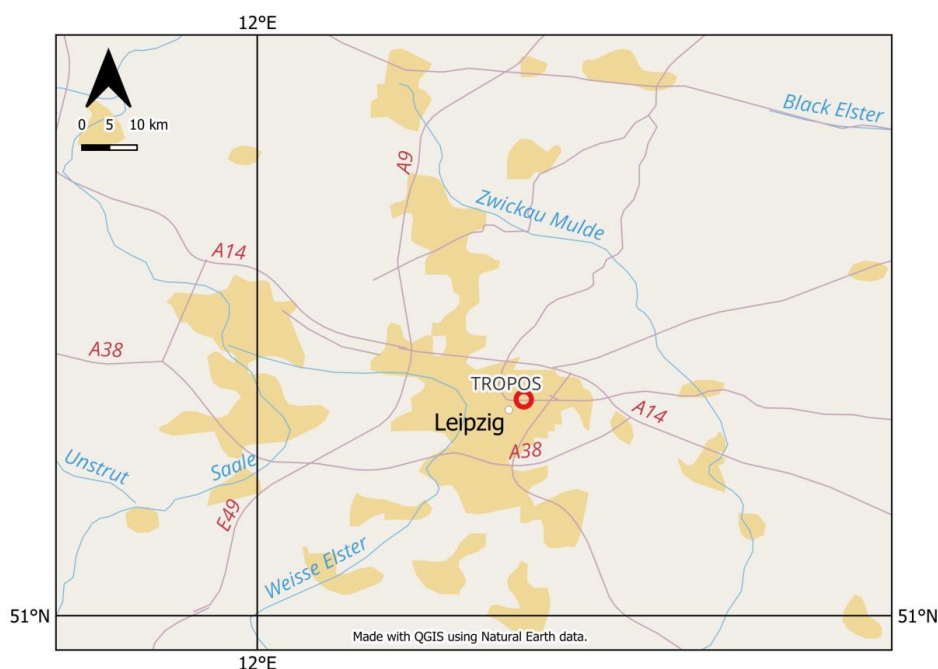 12°E
0 5 10 km
Black Elster
A9
Zwickau Mulde
A14
A38
TROPOS
Leipzig
A14
A38
Unstrut
Saale
E49
Weisse Elster
51°N
51°N
Made with QGIS using Natural Earth data.
12°E